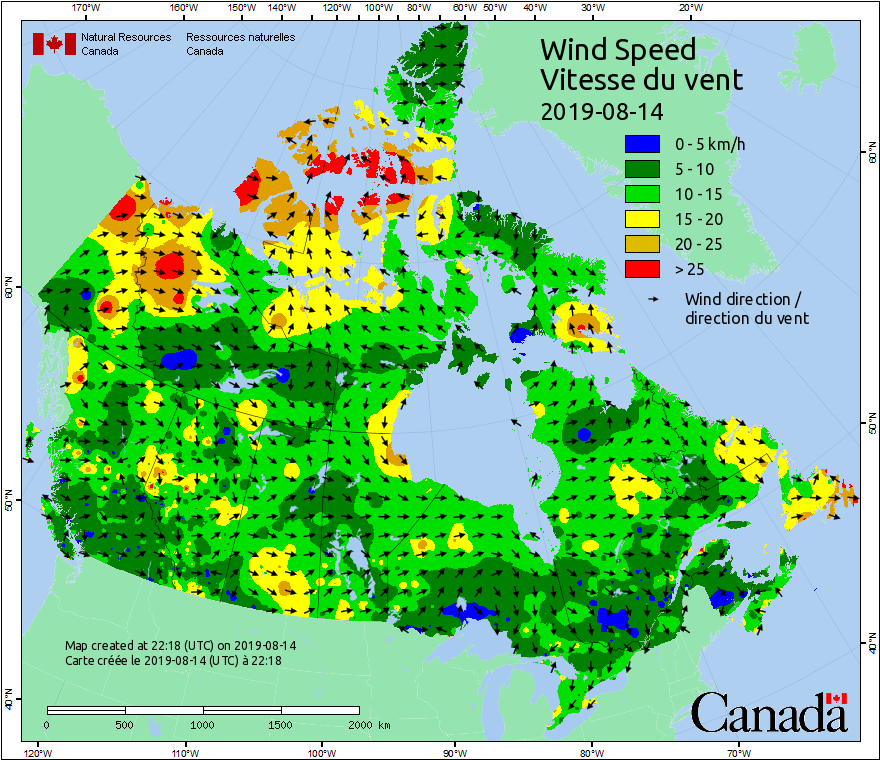 170°W 160°W 150°W 140°W 120°W 100°W 80°W 60°W 50°W 40°W 30°W 20°W
Natural Resources Ressources naturelles
Canada Canada
Wind Speed
Vitesse du vent
2019-08-14
0 - 5 km/h
5 - 10
10 - 15
15 - 20
20 - 25
> 25
Wind direction /
direction du vent
60°N
60°N
50°N
50°N
40°N
40°N
Map created at 22:18 (UTC) on 2019-08-14
Carte créée le 2019-08-14 (UTC) à 22:18
0 500 1000 1500 2000 km
Canada
120°W 110°W 100°W 90°W 80°W 70°W